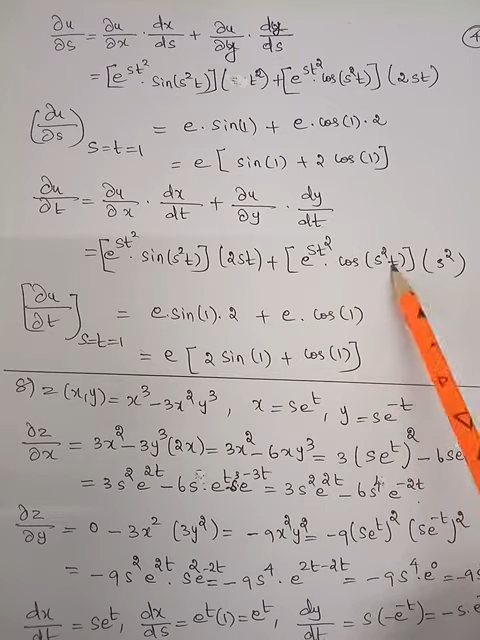 ∂u/∂s = ∂u/∂x · dx/ds + ∂u/∂y · dy/ds
= [e^{st²} · sin(s²t)] (t²) + [e^{st²} · cos(s²t)] (2st)
(∂u/∂s)_{s=t=1} = e · sin(1) + e · cos(1) · 2
= e [ sin(1) + 2 cos(1) ]
∂u/∂t = ∂u/∂x · dx/dt + ∂u/∂y · dy/dt
= [e^{st²} · sin(s²t)] (2st) + [e^{st²} · cos(s²t)] (s²)
[∂u/∂t]_{s=t=1} = e · sin(1) · 2 + e · cos(1)
= e [ 2 sin(1) + cos(1) ]
8) z(x,y) = x³ - 3x²y³, x = se^t, y = se^{-t}
∂z/∂x = 3x² - 3y³(2x) = 3x² - 6xy³ = 3(se^t)² - 6se
= 3s²e^{2t} - 6s · e^t s³e^{-3t} = 3s²e^{2t} - 6s⁴e^{-2t}
∂z/∂y = 0 - 3x²(3y²) = -9x²y² = -9(se^t)² (se^{-t})²
= -9s²e^{2t} · s²e^{-2t} = -9s⁴ · e^{2t-2t} = -9s⁴ · e⁰ = -9s
dx/dt = se^t, dx/ds = e^t(1) = e^t, dy/dt = s(-e^{-t}) = -s · e